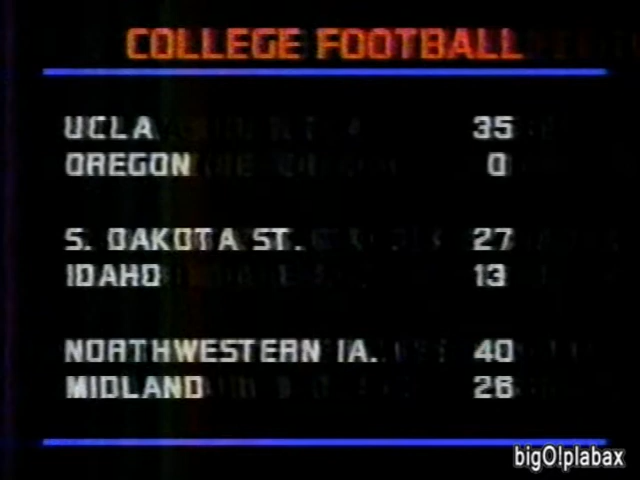 COLLEGE FOOTBALL
UCLA 35
OREGON 0
S. DAKOTA ST. 27
IDAHO 13
NORTHWESTERN IA. 40
MIDLAND 26
bigO!plabax